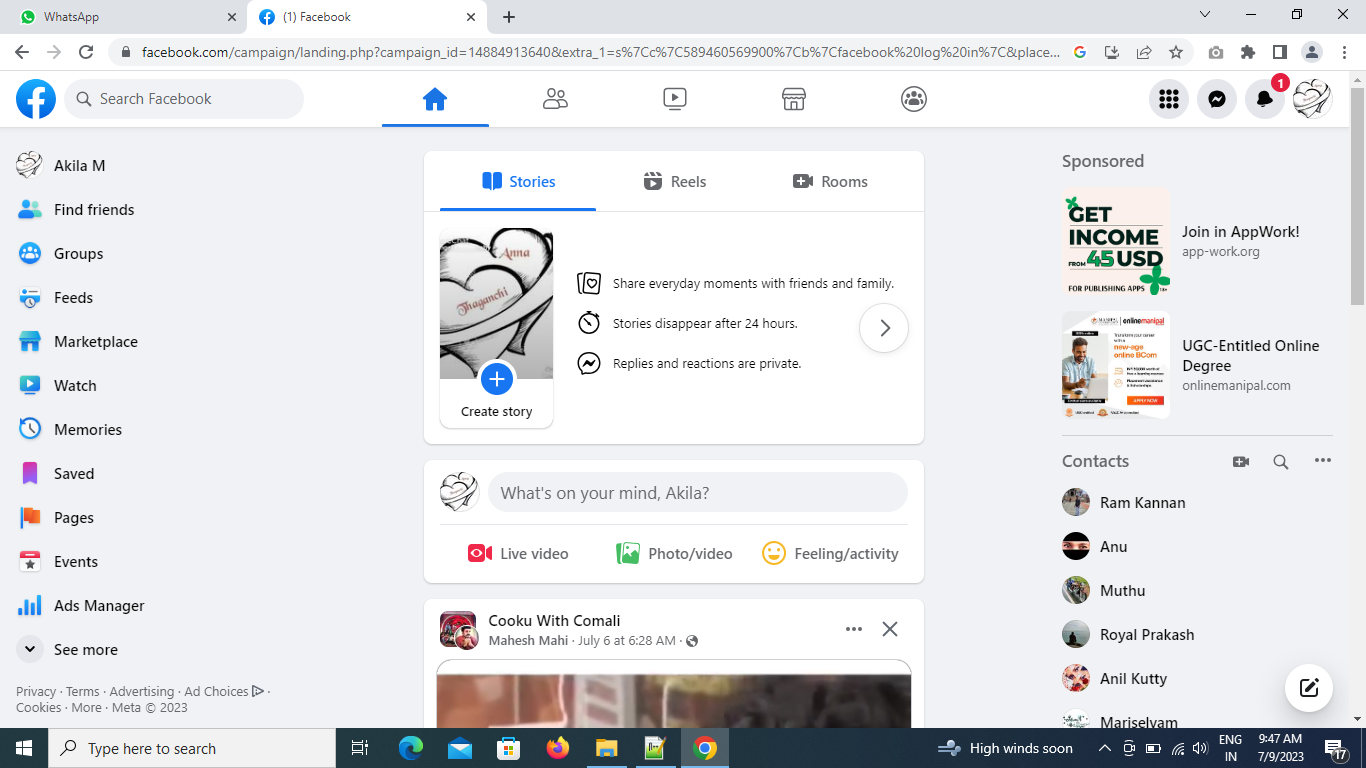 WhatsApp
(1) Facebook
facebook.com/campaign/landing.php?campaign_id=14884913640&extra_1=s%7Cc%7C589460569900%7Cb%7Cfacebook%20log%20in%7C&place...
Search Facebook
1
Akila M
Find friends
Groups
Feeds
Marketplace
Watch
Memories
Saved
Pages
Events
Ads Manager
See more
Privacy · Terms · Advertising · Ad Choices ·
Cookies · More · Meta © 2023
Stories
Reels
Rooms
Anna
Thaganchi
Create story
Share everyday moments with friends and family.
Stories disappear after 24 hours.
Replies and reactions are private.
What's on your mind, Akila?
Live video
Photo/video
Feeling/activity
Cooku With Comali
Mahesh Mahi · July 6 at 6:28 AM ·
Sponsored
GET
INCOME
FROM 45 USD
FOR PUBLISHING APPS
Join in AppWork!
app-work.org
onlinemanipal
Transform your career
with a
new-age
online BCom
APPLY NOW
UGC-Entitled Online
Degree
onlinemanipal.com
Contacts
Ram Kannan
Anu
Muthu
Royal Prakash
Anil Kutty
Mariselvam
Type here to search
High winds soon
ENG
IN
9:47 AM
7/9/2023
17